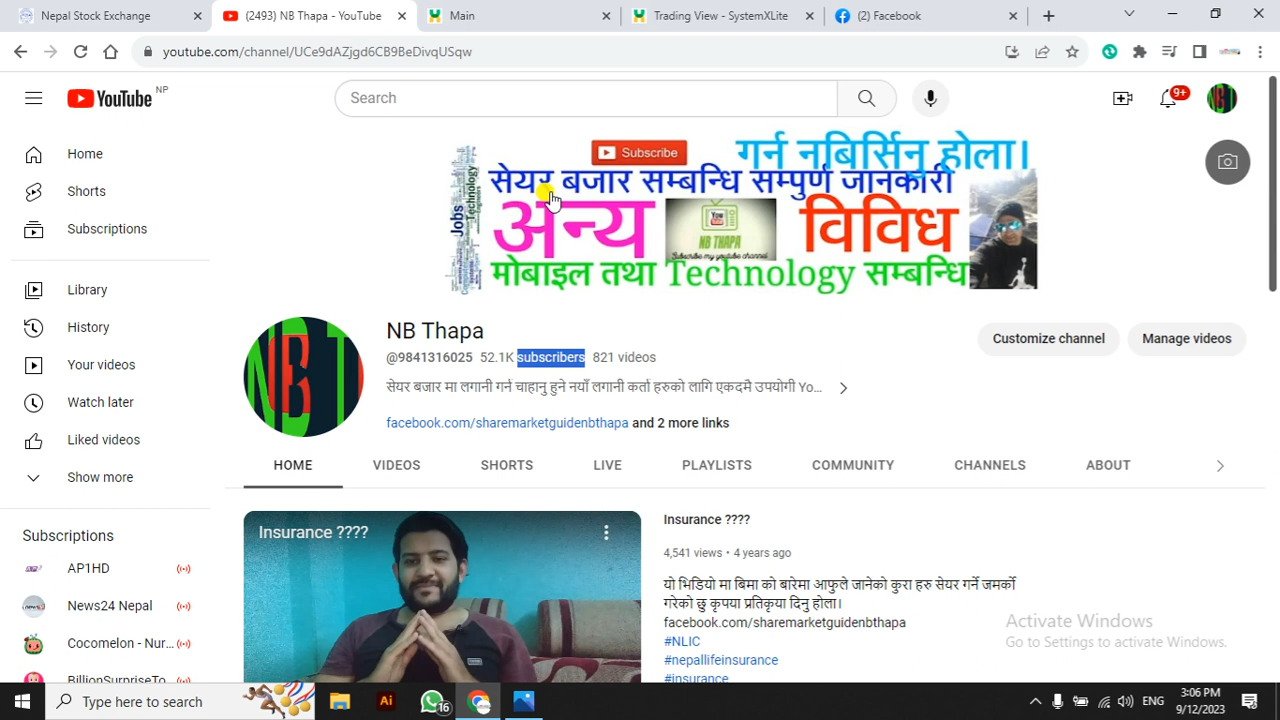 Nepal Stock Exchange
(2493) NB Thapa - YouTube
Main
Trading View - SystemXLite
(2) Facebook
youtube.com/channel/UCe9dAZjgd6CB9BeDivqUSqw
YouTube NP
Search
9+
Home
Shorts
Subscriptions
Library
History
Your videos
Watch later
Liked videos
Show more
Subscriptions
AP1HD
News24 Nepal
Cocomelon - Nur...
BillionSurpriseTo...
Subscribe
गर्न नबिर्सिनु होला।
सेयर बजार सम्बन्धि सम्पुर्ण जानकारी
Jobs
Technology
अन्य
You
NB THAPA
Subscribe my youtube channel
विविध
मोबाइल तथा Technology सम्बन्धि
NB T
NB Thapa
@9841316025 52.1K subscribers 821 videos
सेयर बजार मा लगानी गर्न चाहानु हुने नयाँ लगानी कर्ता हरुको लागि एकदमै उपयोगी Yo...
facebook.com/sharemarketguidenbthapa and 2 more links
Customize channel
Manage videos
HOME
VIDEOS
SHORTS
LIVE
PLAYLISTS
COMMUNITY
CHANNELS
ABOUT
Insurance ????
Insurance ????
4,541 views • 4 years ago
यो भिडियो मा बिमा को बारेमा आफुले जानेको कुरा हरु सेयर गर्ने जमर्को
गरेको छु कृपया प्रतिकृया दिनु होला।
facebook.com/sharemarketguidenbthapa
#NLIC
#nepallifeinsurance
#insurance
Activate Windows
Go to Settings to activate Windows.
Type here to search
Ai
16
ENG
3:06 PM
9/12/2023